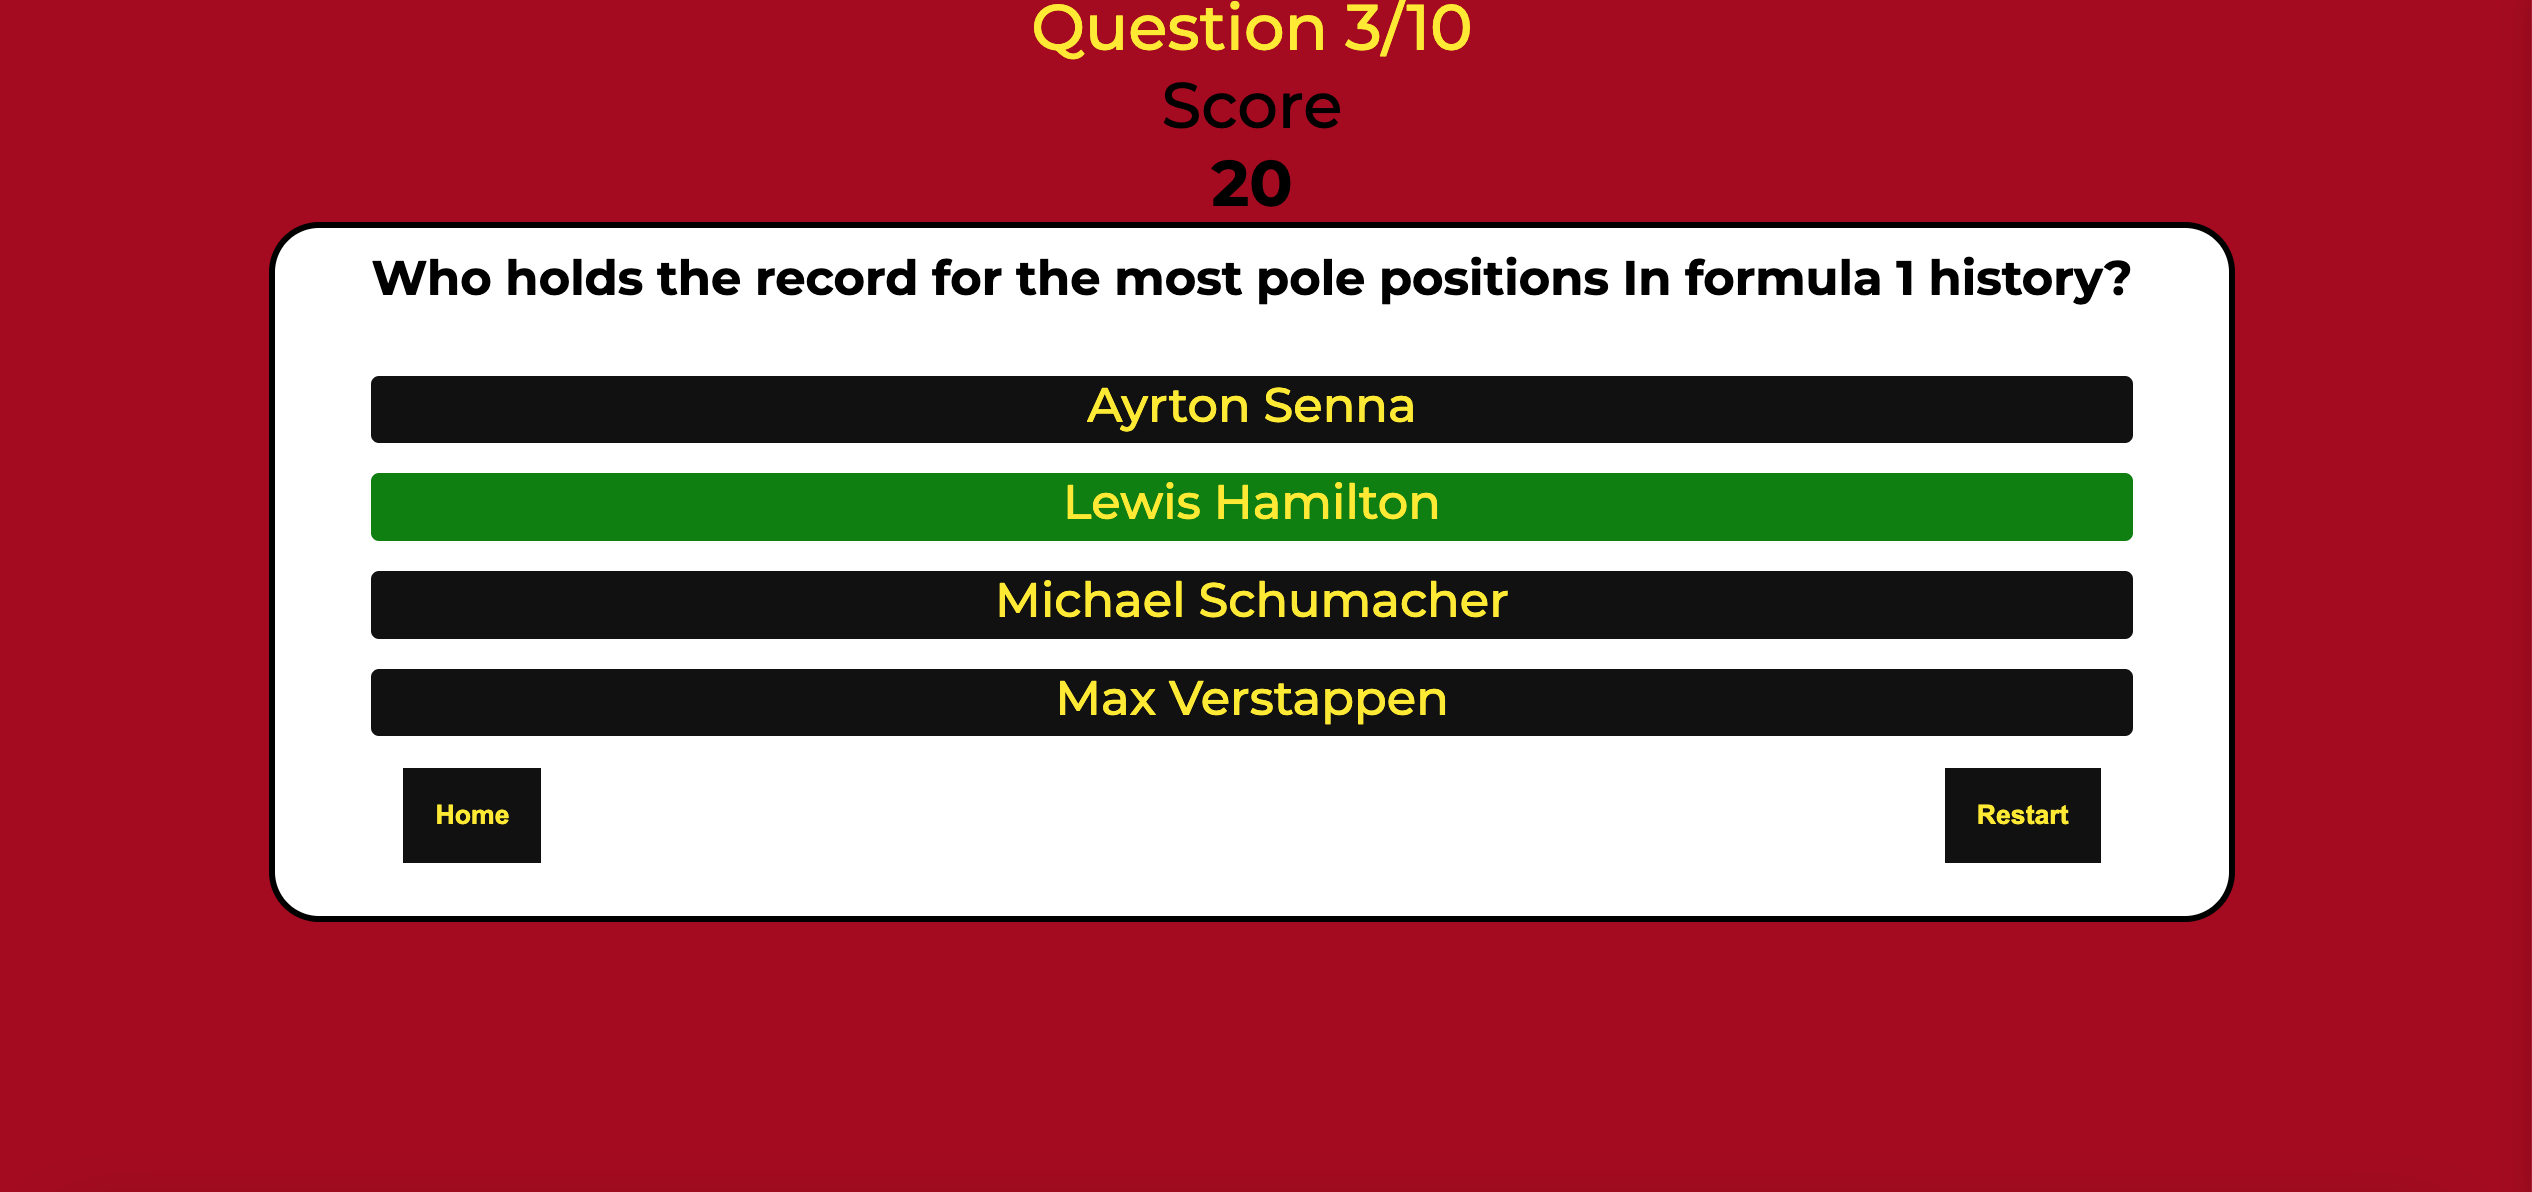 Question 3/10
Score
20
Who holds the record for the most pole positions In formula 1 history?
Ayrton Senna
Lewis Hamilton
Michael Schumacher
Max Verstappen
Home
Restart